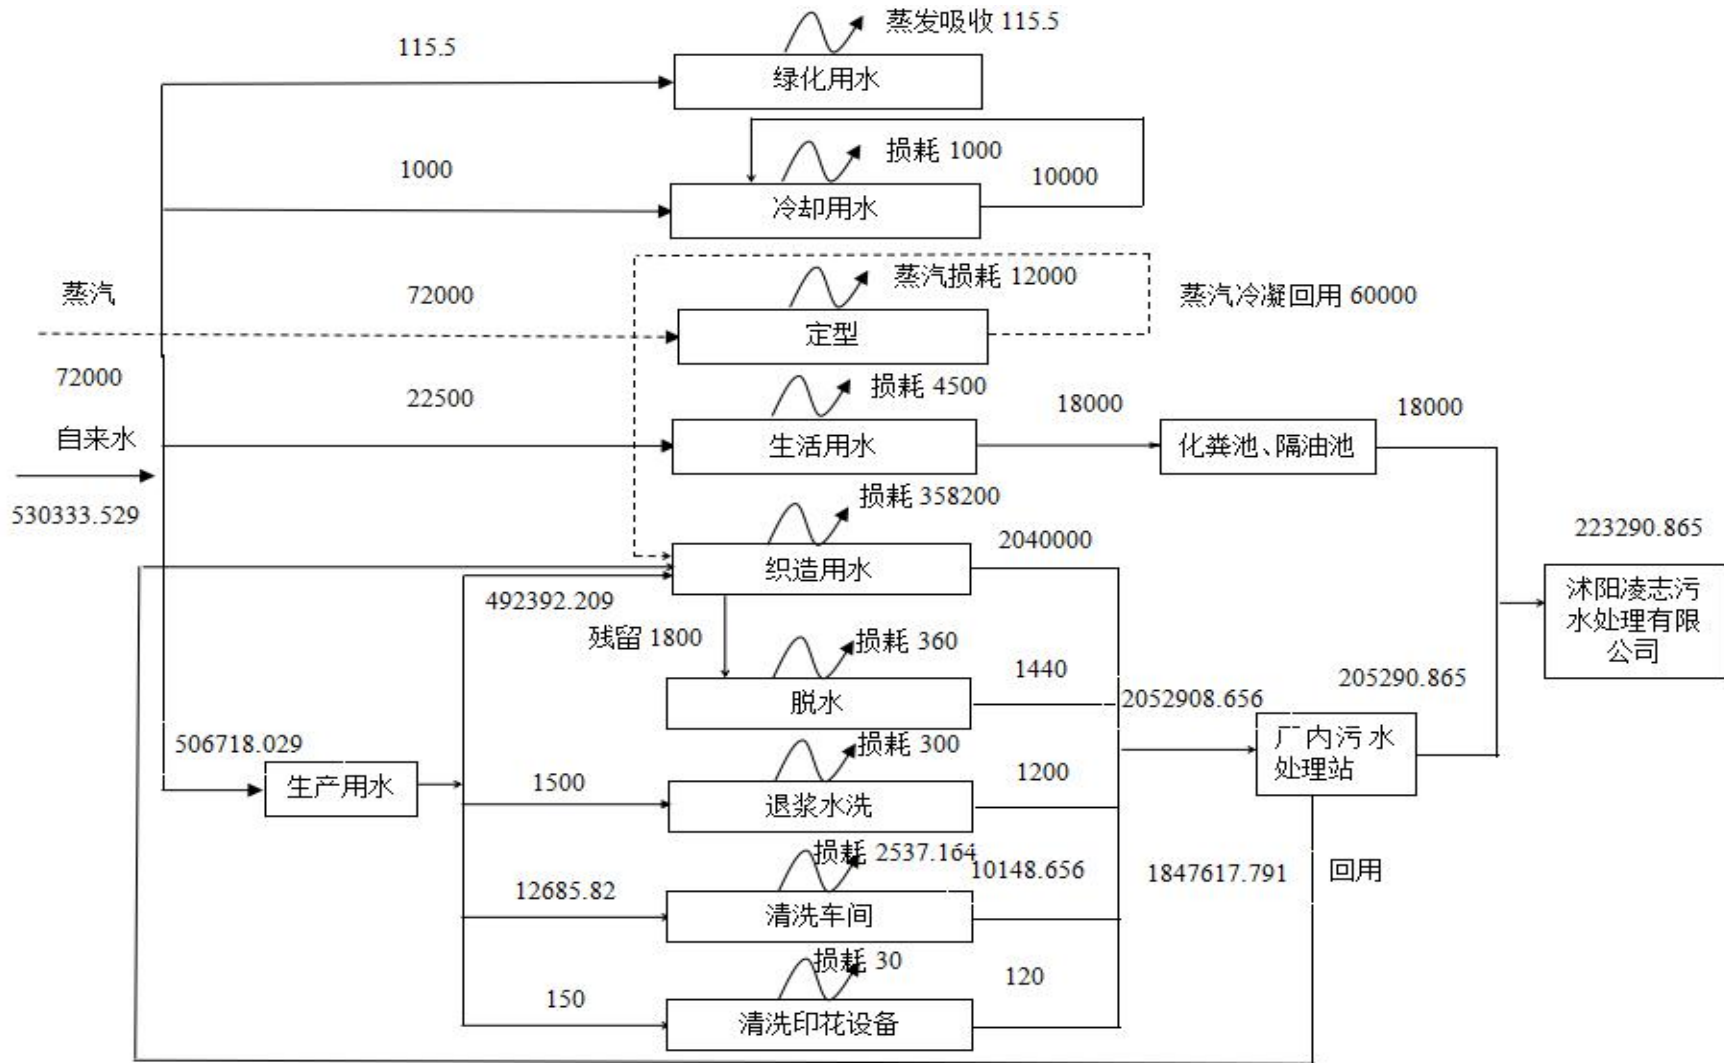 蒸发吸收 115.5
115.5
绿化用水
损耗 1000
1000
10000
冷却用水
蒸汽
72000
蒸汽损耗 12000
蒸汽冷凝回用 60000
定型
72000
22500
损耗 4500
18000
18000
自来水
生活用水
化粪池、隔油池
530333.529
损耗 358200
2040000
223290.865
织造用水
492392.209
沭阳凌志污
水处理有限
公司
残留 1800
损耗 360
1440
脱水
2052908.656
205290.865
506718.029
损耗 300
厂内污水
处理站
生产用水
1500
1200
退浆水洗
损耗 2537.164
12685.82
10148.656
1847617.791
回用
清洗车间
损耗 30
150
120
清洗印花设备